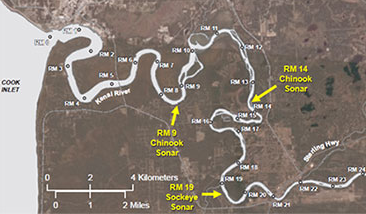 RM 0
RM 2
RM 3
RM 4
RM 5
RM 6
RM 7
RM 8
RM 9
RM 10
RM 11
RM 12
RM 13
RM 14
RM 15
RM 16
RM 17
RM 18
RM 19
RM 20
RM 21
RM 22
RM 23
RM 24
COOK
INLET
Kenai River
RM 14
Chinook
Sonar
RM 9
Chinook
Sonar
RM 19
Sockeye
Sonar
Sterling Hwy
0 2 4 Kilometers
0 1 2 Miles